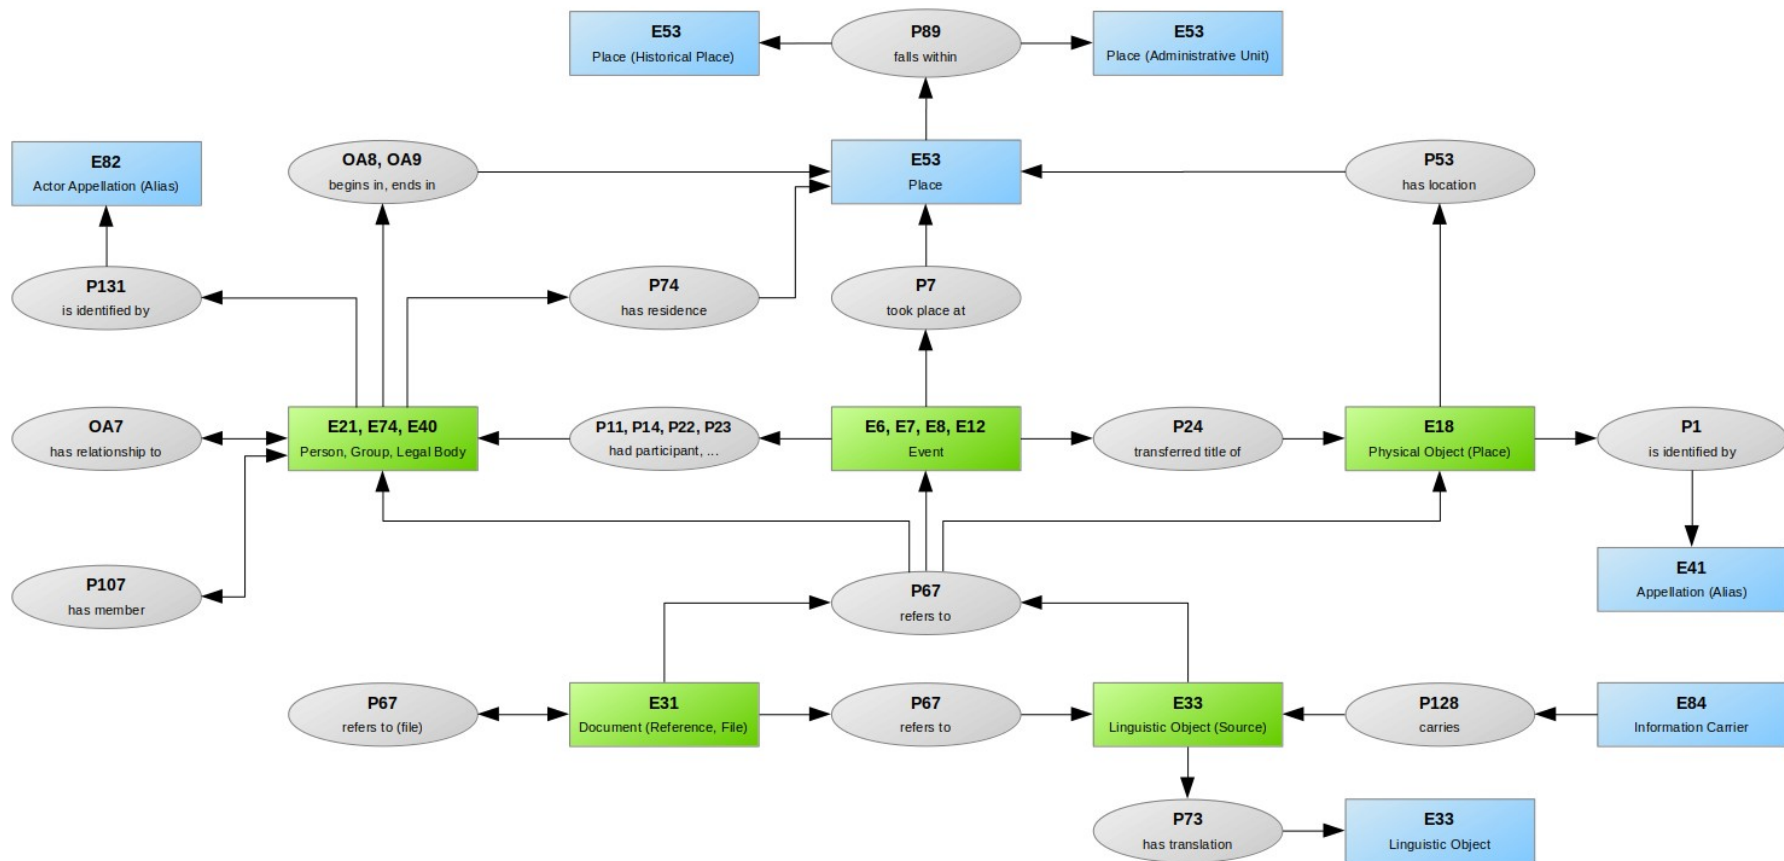 E53
Place (Historical Place)
P89
falls within
E53
Place (Administrative Unit)
E82
Actor Appellation (Alias)
OA8, OA9
begins in, ends in
E53
Place
P53
has location
P131
is identified by
P74
has residence
P7
took place at
OA7
has relationship to
E21, E74, E40
Person, Group, Legal Body
P11, P14, P22, P23
had participant, ...
E6, E7, E8, E12
Event
P24
transferred title of
E18
Physical Object (Place)
P1
is identified by
P107
has member
P67
refers to
E41
Appellation (Alias)
P67
refers to (file)
E31
Document (Reference, File)
P67
refers to
E33
Linguistic Object (Source)
P128
carries
E84
Information Carrier
P73
has translation
E33
Linguistic Object